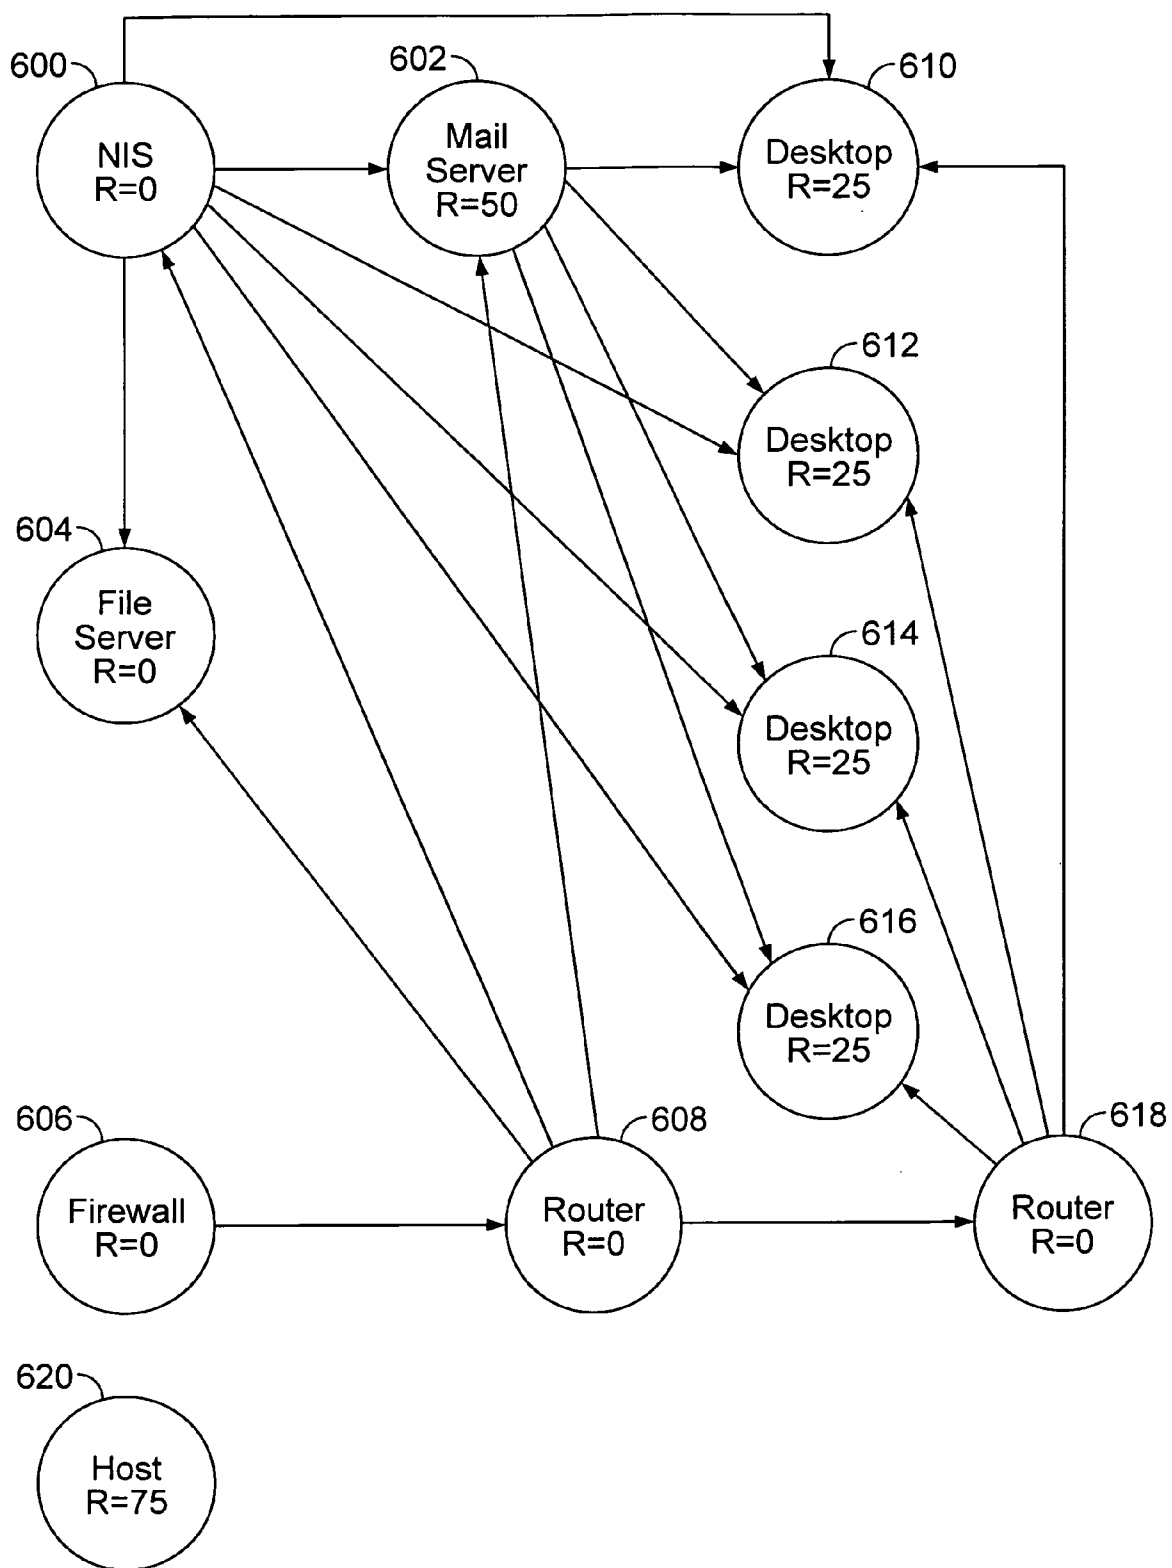 600
NIS
R=0
602
Mail
Server
R=50
610
Desktop
R=25
612
Desktop
R=25
604
File
Server
R=0
614
Desktop
R=25
616
Desktop
R=25
606
Firewall
R=0
608
Router
R=0
618
Router
R=0
620
Host
R=75